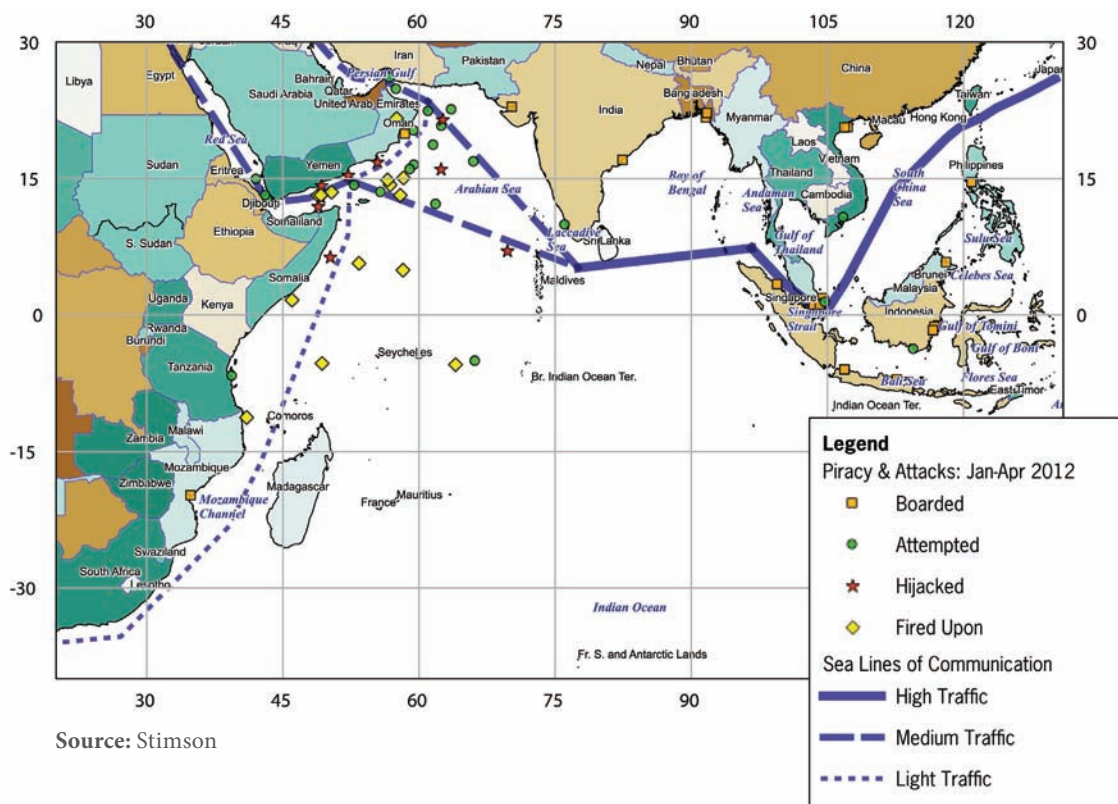 30
45
60
75
90
105
120
30
30
Libya
Egypt
Bahrain
Qatar
Saudi Arabia
United Arab Emirates
Persian Gulf
Iran
Pakistan
Nepal
Bhutan
Bangladesh
China
Taiwan
Japan
Oman
India
Myanmar
Macau
Hong Kong
Red Sea
Sudan
Eritrea
Yemen
Laos
Vietnam
Thailand
Philippines
15
15
Arabian Sea
Bay of
Bengal
Andaman
Sea
Cambodia
South
China
Sea
Djibouti
Somaliland
Ethiopia
S. Sudan
Laccadive
Sea
Sri Lanka
Gulf of
Thailand
Sulu Sea
Somalia
Maldives
Brunei
Celebes Sea
Malaysia
Uganda
Kenya
Singapore
Indonesia
0
0
Rwanda
Burundi
Singapore
Strait
Gulf of Tomini
Tanzania
Seychelles
Gulf of Boni
Br. Indian Ocean Ter.
Bali Sea
Flores Sea
East Timor
Comoros
Indian Ocean Ter.
Zambia
Malawi
-15
Mozambique
Zimbabwe
Madagascar
Mauritius
France
Mozambique
Channel
Swaziland
South Africa
Lesotho
-30
Indian Ocean
Fr. S. and Antarctic Lands
30
45
60
75
90
Legend
Piracy & Attacks: Jan-Apr 2012
Boarded
Attempted
Hijacked
Fired Upon
Sea Lines of Communication
High Traffic
Medium Traffic
Light Traffic
Source: Stimson